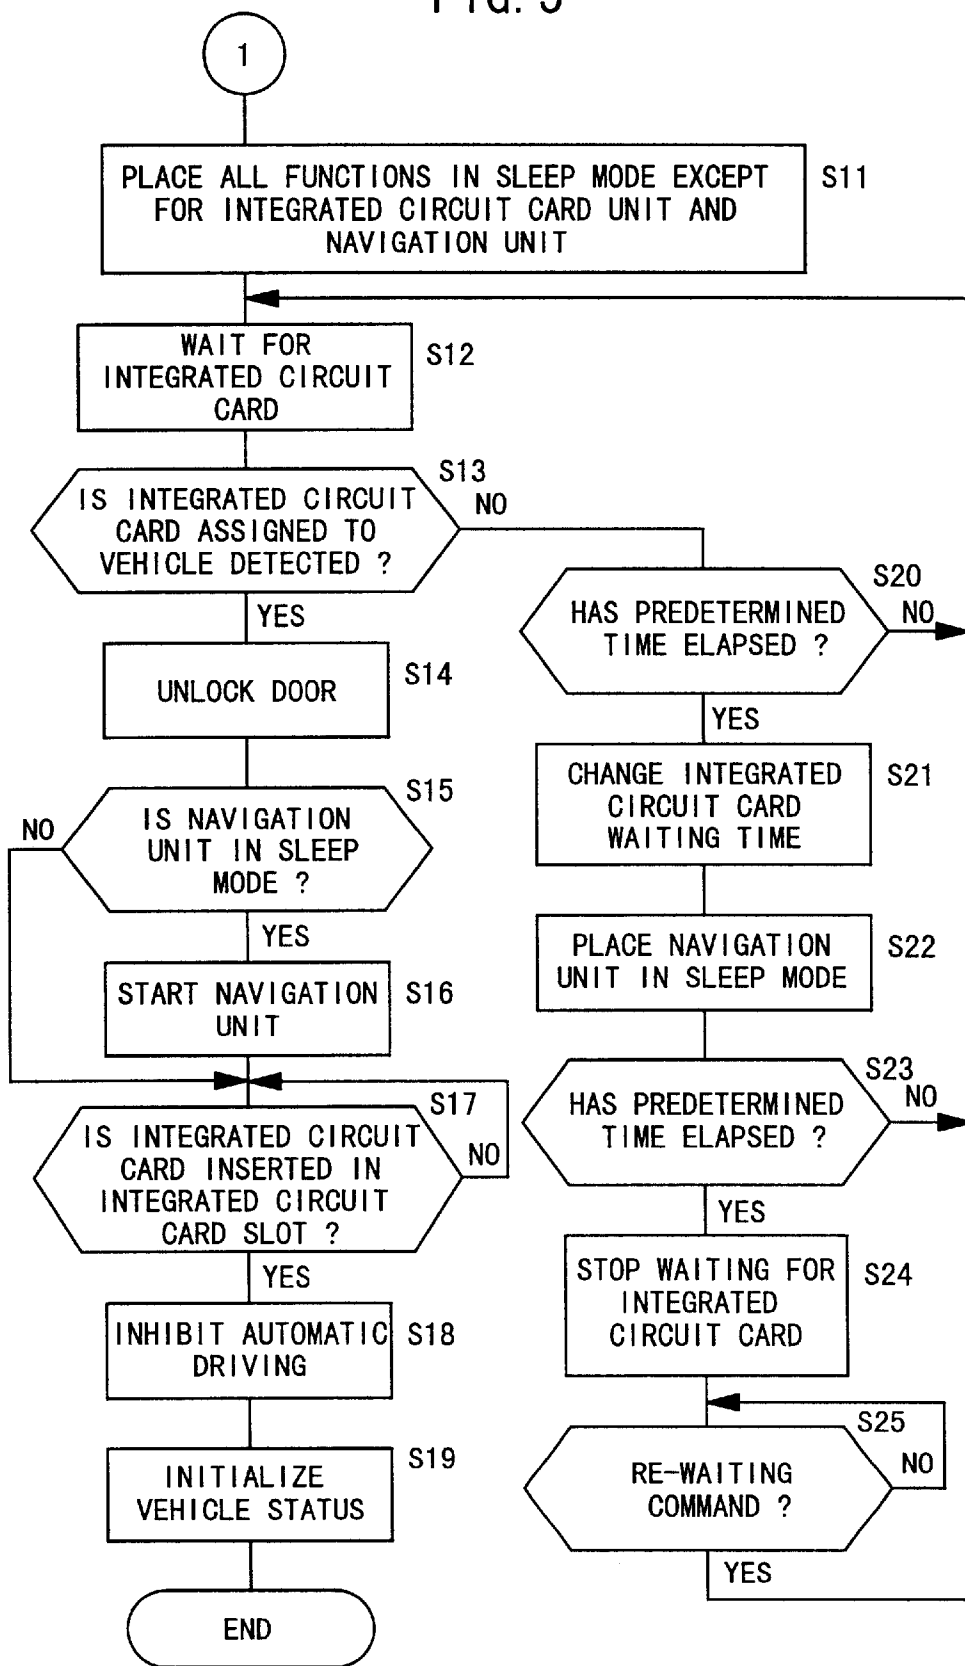 FIG. 5
1
PLACE ALL FUNCTIONS IN SLEEP MODE EXCEPT
FOR INTEGRATED CIRCUIT CARD UNIT AND
NAVIGATION UNIT
S11
WAIT FOR
INTEGRATED CIRCUIT
CARD
S12
S13
IS INTEGRATED CIRCUIT
CARD ASSIGNED TO
VEHICLE DETECTED ?
NO
YES
UNLOCK DOOR
S14
S15
IS NAVIGATION
UNIT IN SLEEP
MODE ?
NO
YES
START NAVIGATION
UNIT
S16
S17
IS INTEGRATED CIRCUIT
CARD INSERTED IN
INTEGRATED CIRCUIT
CARD SLOT ?
NO
YES
INHIBIT AUTOMATIC
DRIVING
S18
INITIALIZE
VEHICLE STATUS
S19
END
S20
HAS PREDETERMINED
TIME ELAPSED ?
NO
YES
CHANGE INTEGRATED
CIRCUIT CARD
WAITING TIME
S21
PLACE NAVIGATION
UNIT IN SLEEP MODE
S22
S23
HAS PREDETERMINED
TIME ELAPSED ?
NO
YES
STOP WAITING FOR
INTEGRATED
CIRCUIT CARD
S24
S25
RE-WAITING
COMMAND ?
NO
YES